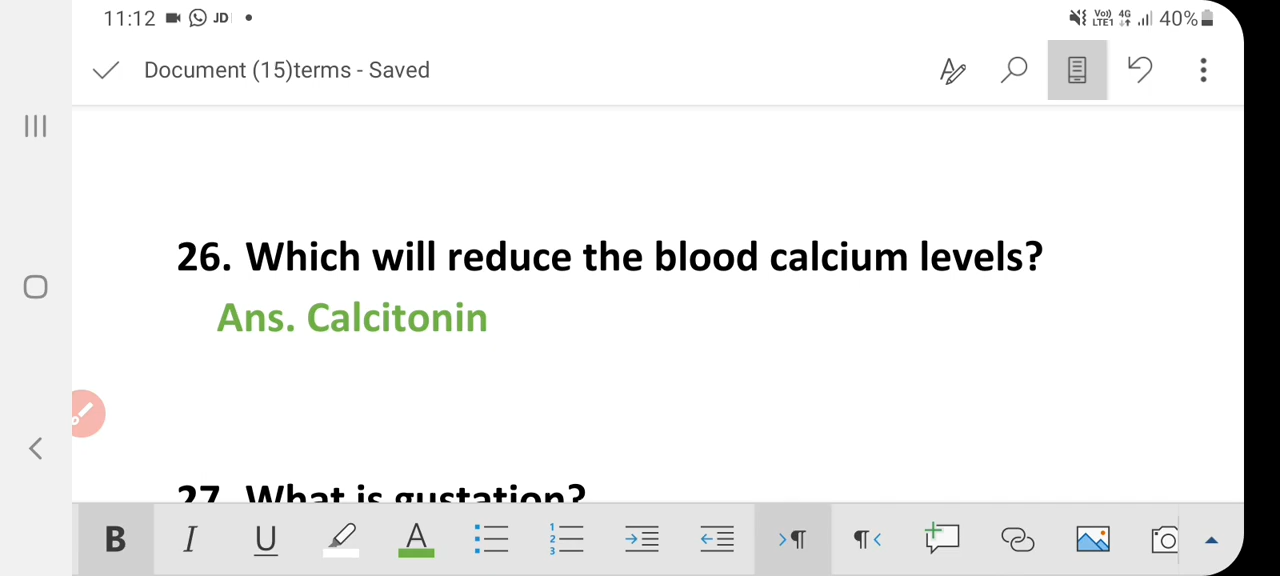 11:12 JD 4G 40%
Document (15)terms - Saved
26. Which will reduce the blood calcium levels?
Ans. Calcitonin
27. What is gustation?
B I U A